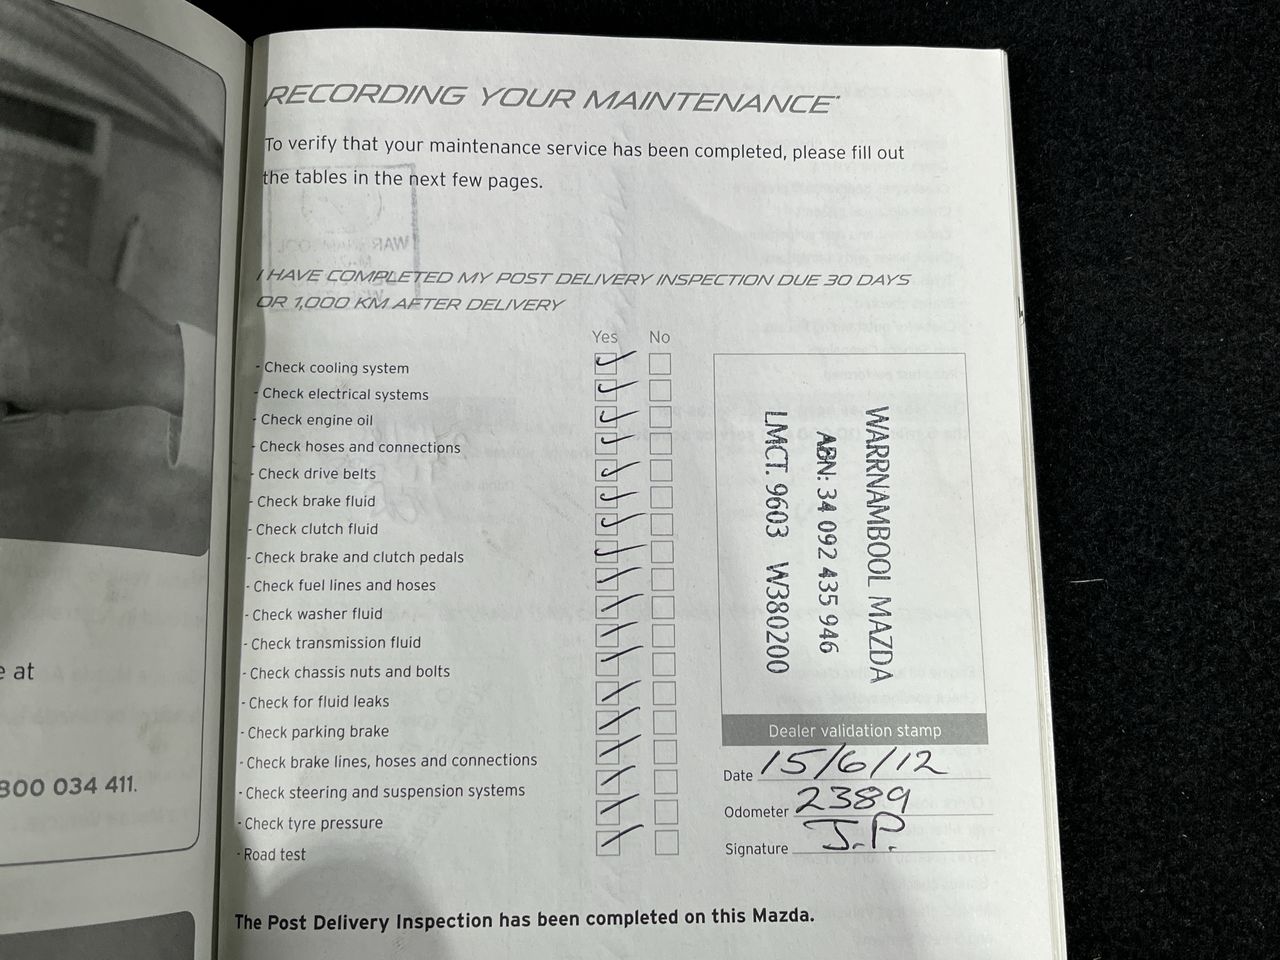 RECORDING YOUR MAINTENANCE*
To verify that your maintenance service has been completed, please fill out
the tables in the next few pages.
I HAVE COMPLETED MY POST DELIVERY INSPECTION DUE 30 DAYS
OR 1,000 KM AFTER DELIVERY
Yes No
- Check cooling system
- Check electrical systems
- Check engine oil
- Check hoses and connections
- Check drive belts
- Check brake fluid
- Check clutch fluid
- Check brake and clutch pedals
- Check fuel lines and hoses
- Check washer fluid
- Check transmission fluid
- Check chassis nuts and bolts
- Check for fluid leaks
- Check parking brake
- Check brake lines, hoses and connections
- Check steering and suspension systems
- Check tyre pressure
- Road test
WARRNAMBOOL MAZDA
ABN: 34 092 435 946
LMCT. 9603 W380200
Dealer validation stamp
Date 15/6/12
Odometer 2389
Signature J.P.
The Post Delivery Inspection has been completed on this Mazda.
at
800 034 411.